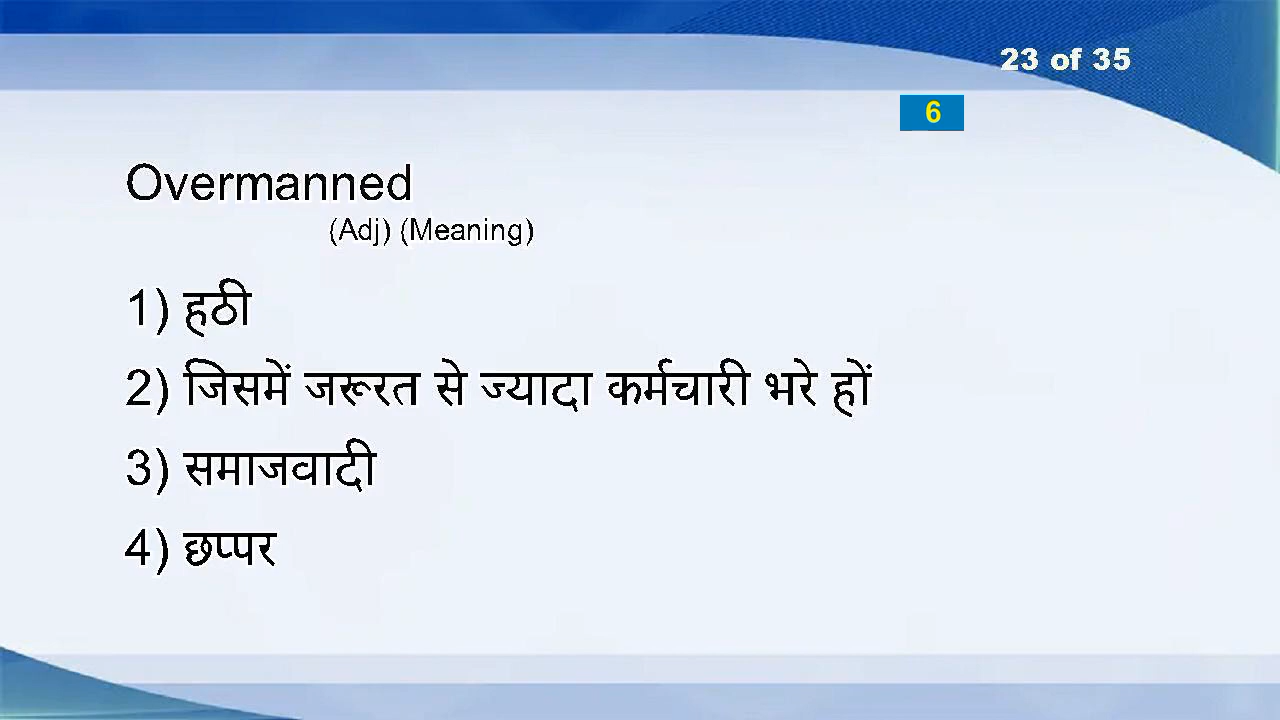 23 of 35
6
Overmanned
(Adj) (Meaning)
1) हठी
2) जिसमें जरूरत से ज्यादा कर्मचारी भरे हों
3) समाजवादी
4) छप्पर